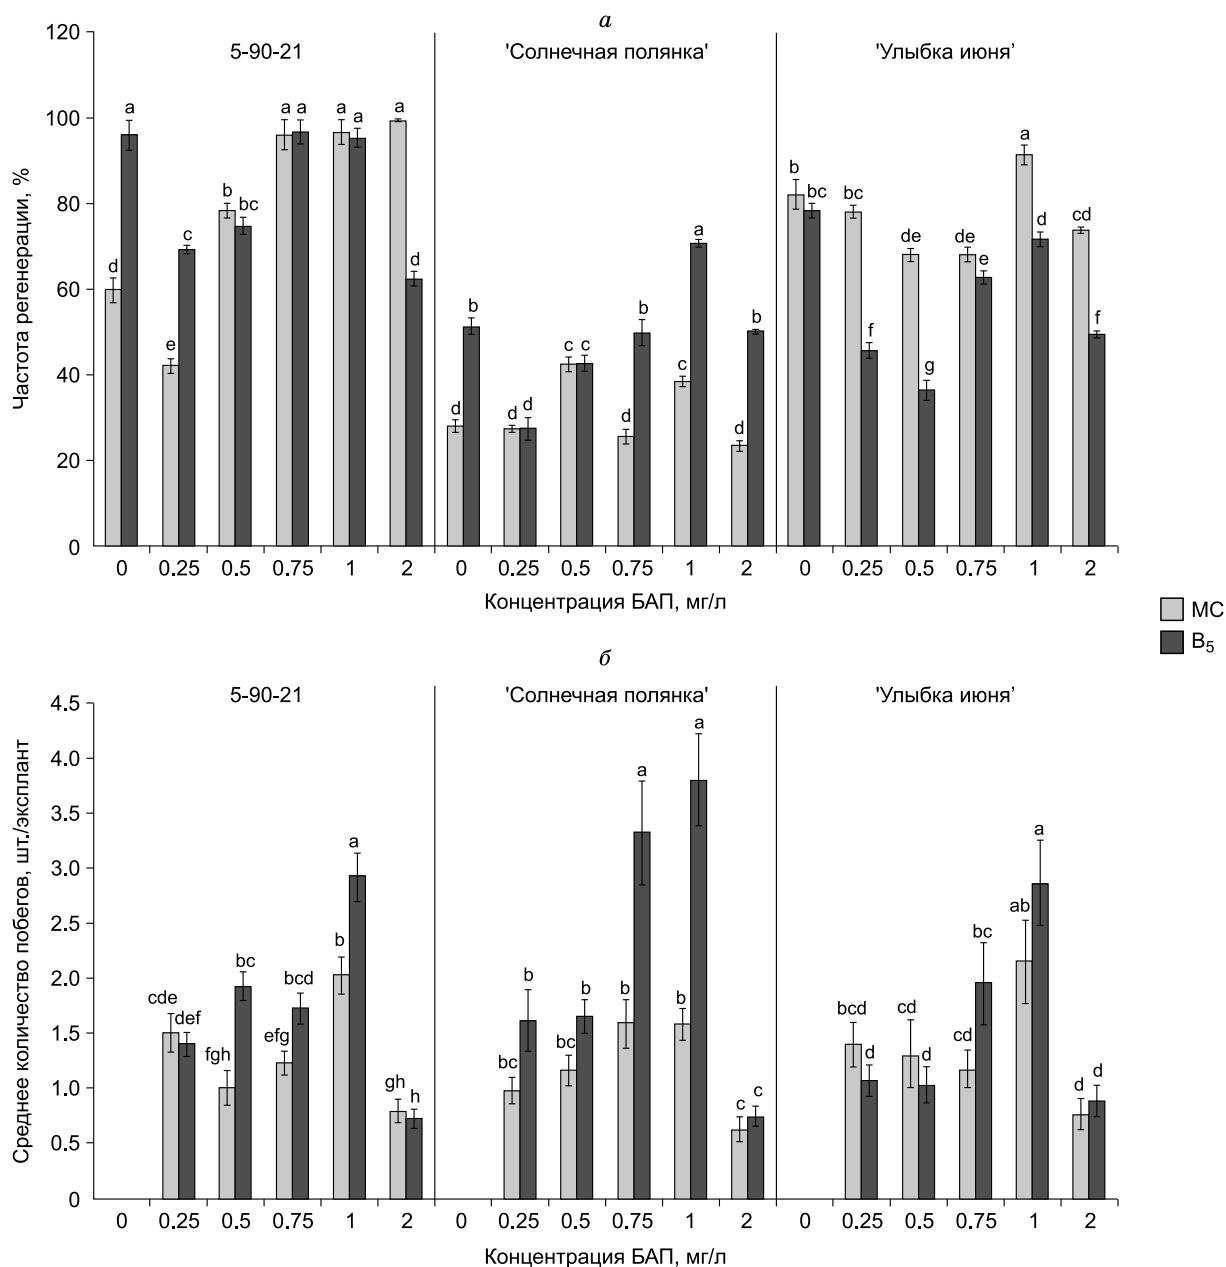 а
5-90-21
'Солнечная полянка'
'Улыбка июня’
Частота регенерации, %
120
100
80
60
40
20
0
d a e c b bc a a a a a d
d b d d c c d b c a d b
b bc bc f de g de e a d cd f
0 0.25 0.5 0.75 1 2 0 0.25 0.5 0.75 1 2 0 0.25 0.5 0.75 1 2
Концентрация БАП, мг/л
МС
B5
б
5-90-21
'Солнечная полянка'
'Улыбка июня’
Среднее количество побегов, шт./эксплант
4.5
4.0
3.5
3.0
2.5
2.0
1.5
1.0
0.5
0
cde def fgh bc efg bcd b a gh h
bc b bc b b a b a c c
bcd d cd d cd bc ab a d d
0 0.25 0.5 0.75 1 2 0 0.25 0.5 0.75 1 2 0 0.25 0.5 0.75 1 2
Концентрация БАП, мг/л